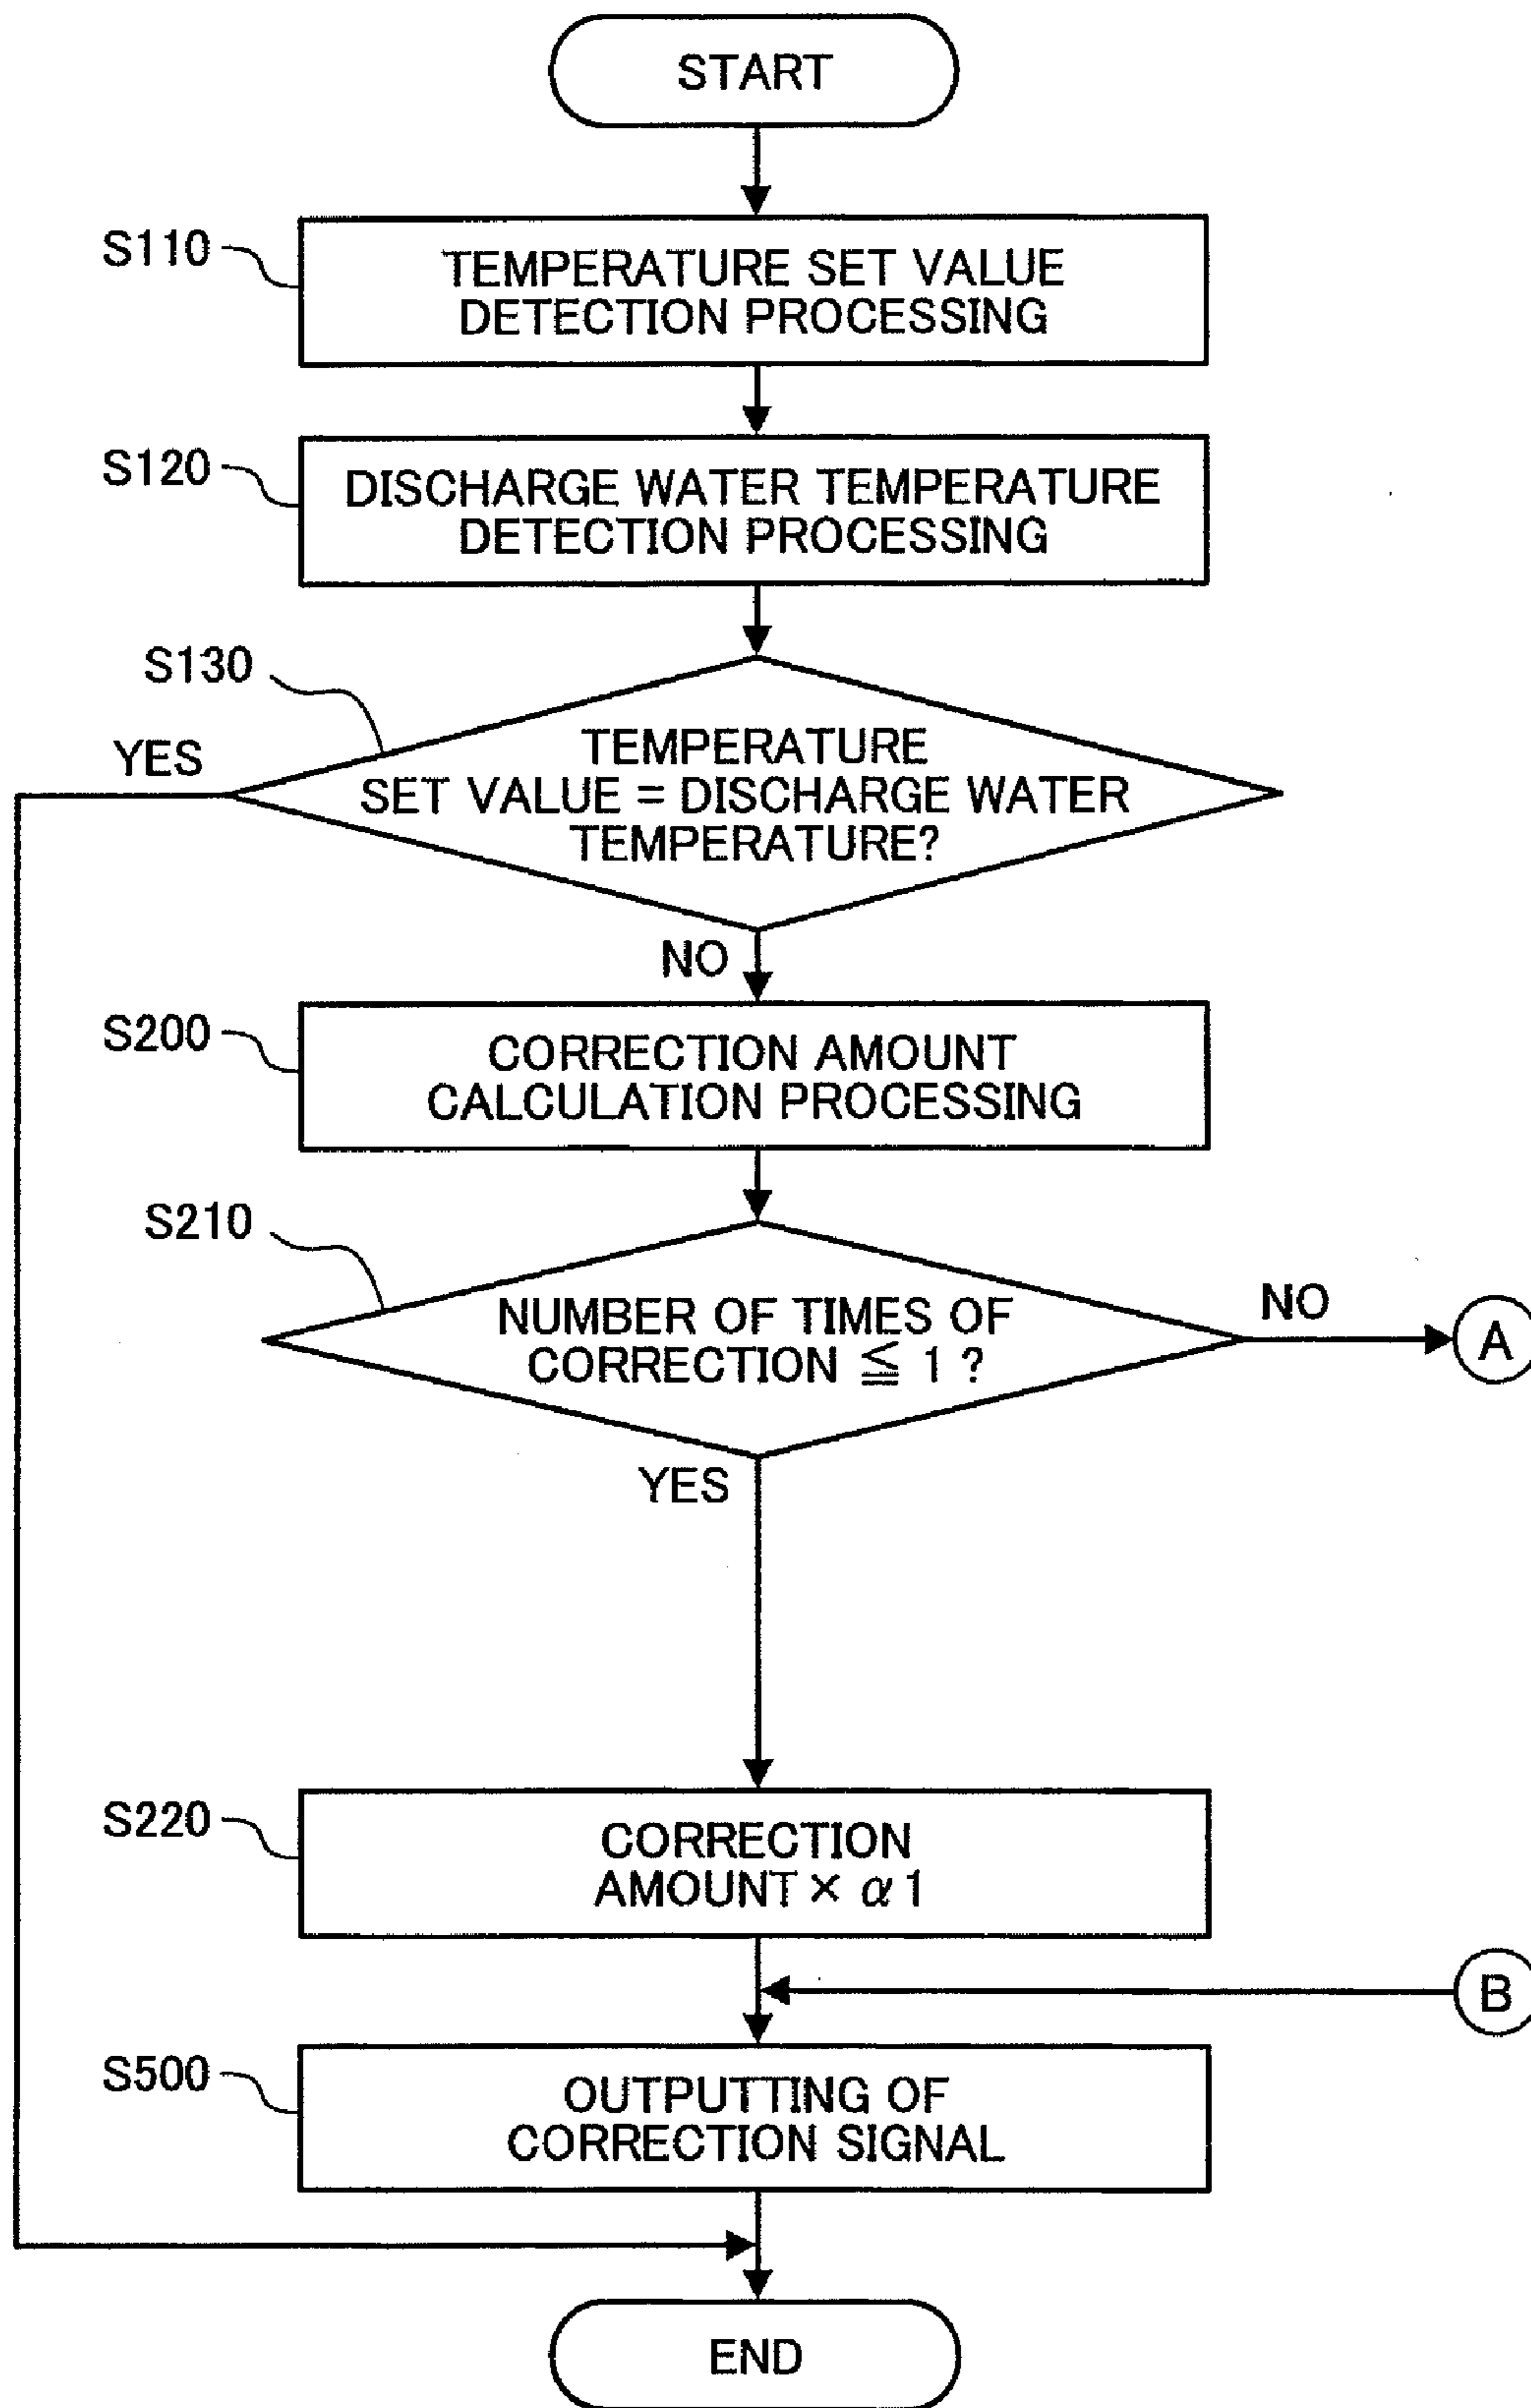 START
S110
TEMPERATURE SET VALUE
DETECTION PROCESSING
S120
DISCHARGE WATER TEMPERATURE
DETECTION PROCESSING
S130
YES
TEMPERATURE
SET VALUE = DISCHARGE WATER
TEMPERATURE?
NO
S200
CORRECTION AMOUNT
CALCULATION PROCESSING
S210
NUMBER OF TIMES OF
CORRECTION ≦ 1 ?
NO
A
YES
S220
CORRECTION
AMOUNT × α 1
B
S500
OUTPUTTING OF
CORRECTION SIGNAL
END